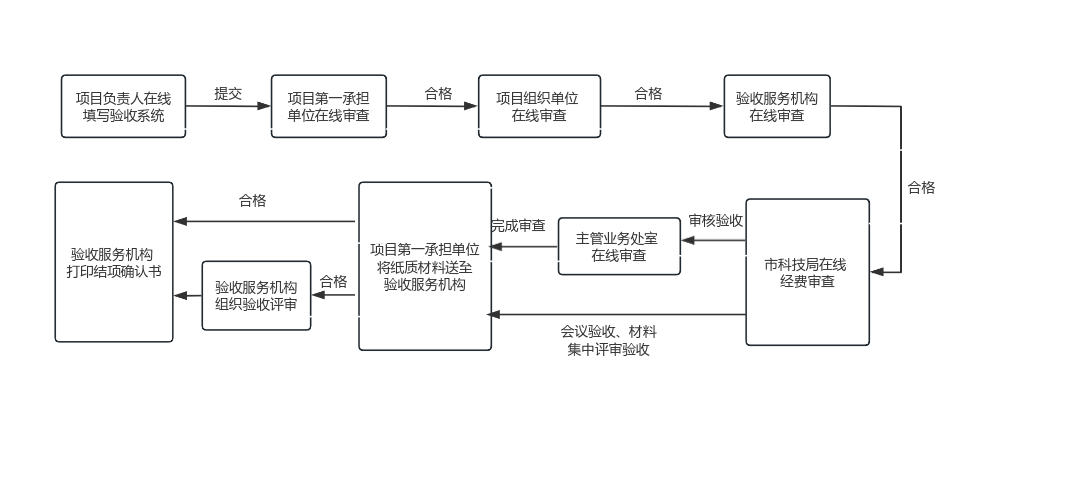 项目负责人在线
填写验收系统
提交
项目第一承担
单位在线审查
合格
项目组织单位
在线审查
合格
验收服务机构
在线审查
合格
市科技局在线
经费审查
审核验收
主管业务处室
在线审查
完成审查
会议验收、材料
集中评审验收
项目第一承担单位
将纸质材料送至
验收服务机构
合格
合格
验收服务机构
组织验收评审
验收服务机构
打印结项确认书